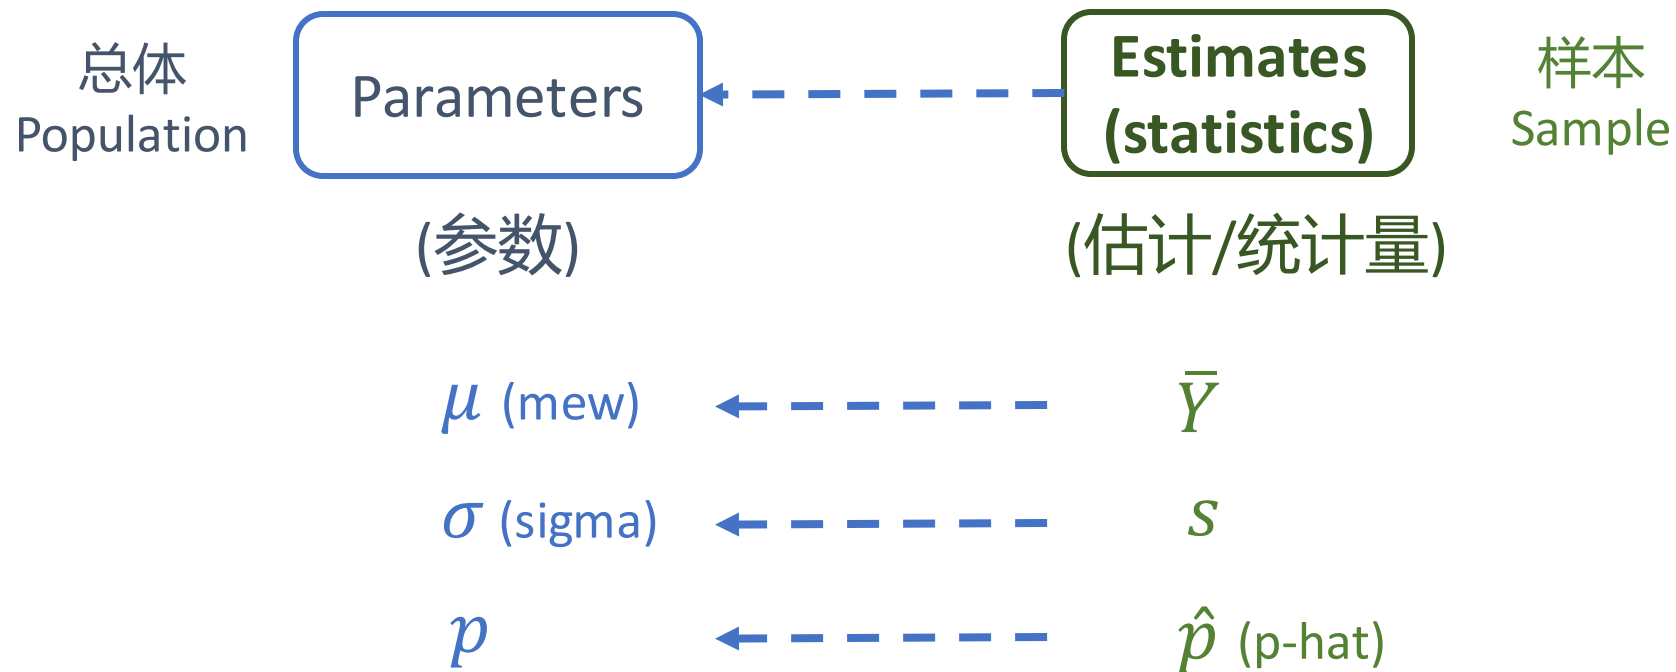 总体
Population
Parameters
Estimates
(statistics)
样本
Sample
(参数)
(估计/统计量)
μ (mew)
Y̅
σ (sigma)
s
p
p̂ (p-hat)